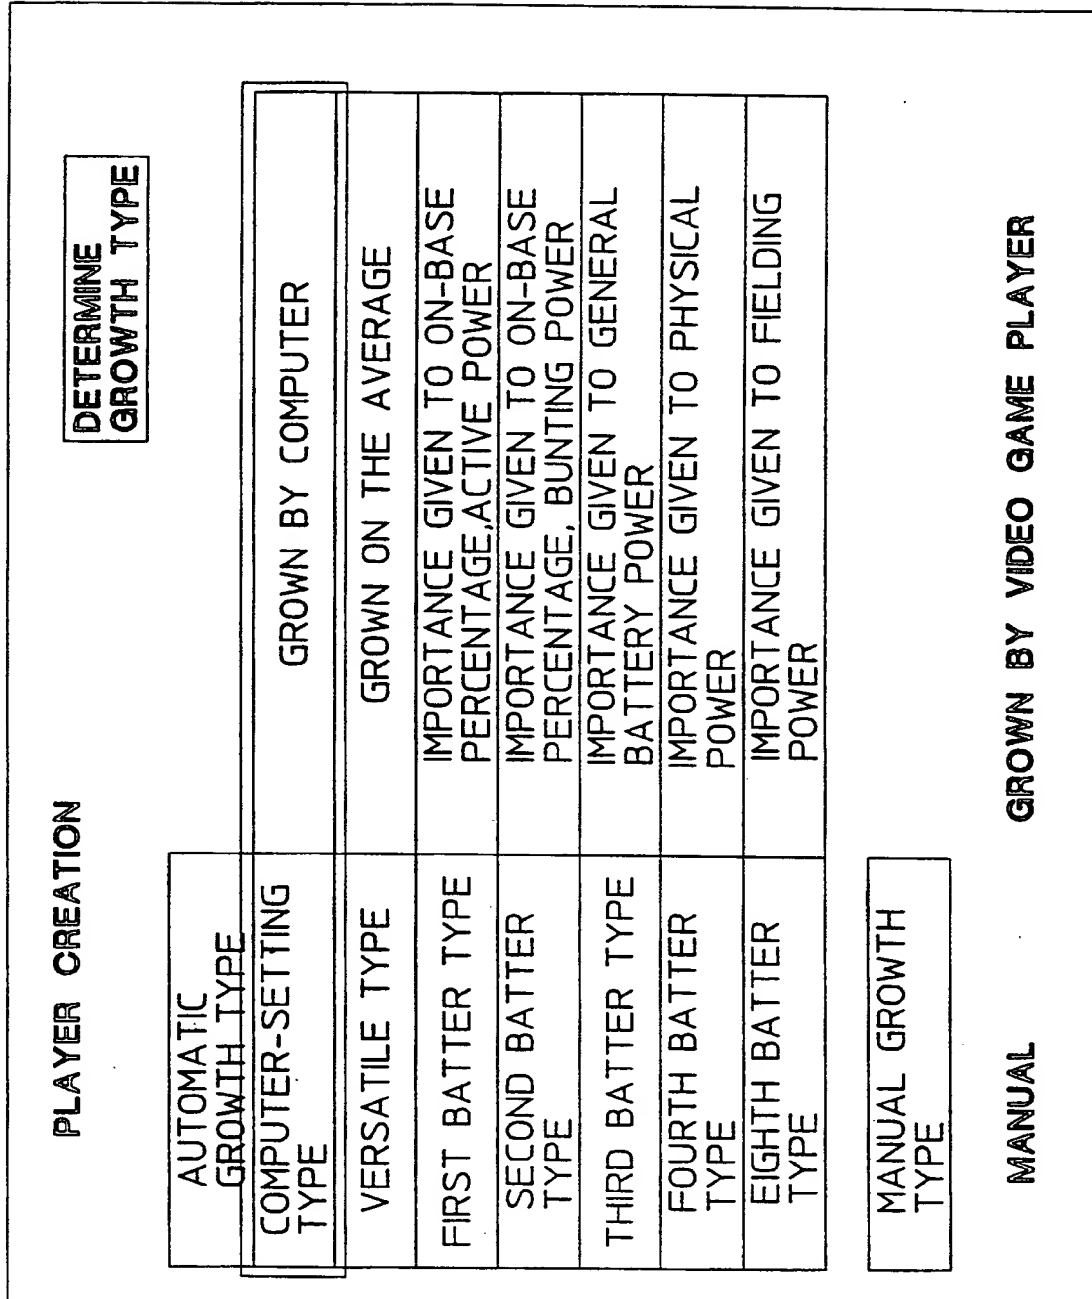 PLAYER CREATION
DETERMINE
GROWTH TYPE
AUTOMATIC
GROWTH TYPE
COMPUTER-SETTING
TYPE
GROWN BY COMPUTER
VERSATILE TYPE
GROWN ON THE AVERAGE
FIRST BATTER TYPE
IMPORTANCE GIVEN TO ON-BASE
PERCENTAGE,ACTIVE POWER
SECOND BATTER
TYPE
IMPORTANCE GIVEN TO ON-BASE
PERCENTAGE, BUNTING POWER
THIRD BATTER TYPE
IMPORTANCE GIVEN TO GENERAL
BATTERY POWER
FOURTH BATTER
TYPE
IMPORTANCE GIVEN TO PHYSICAL
POWER
EIGHTH BATTER
TYPE
IMPORTANCE GIVEN TO FIELDING
POWER
MANUAL GROWTH
TYPE
MANUAL
GROWN BY VIDEO GAME PLAYER